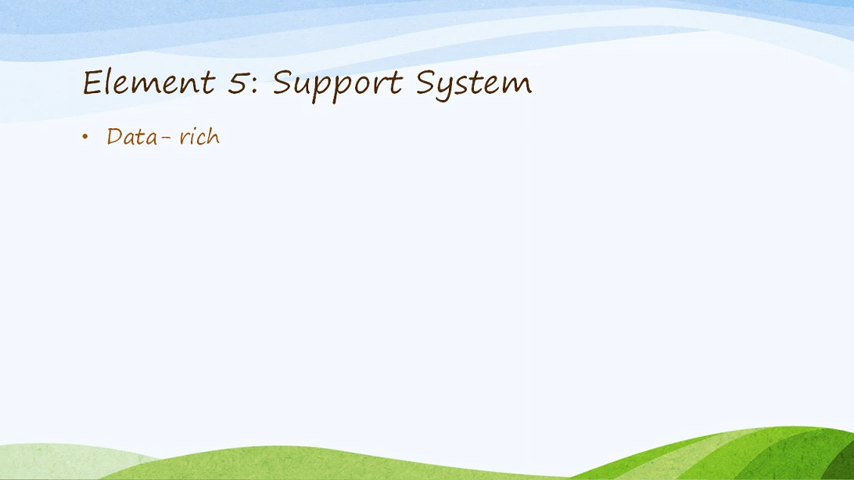 Element 5: Support System
• Data- rich